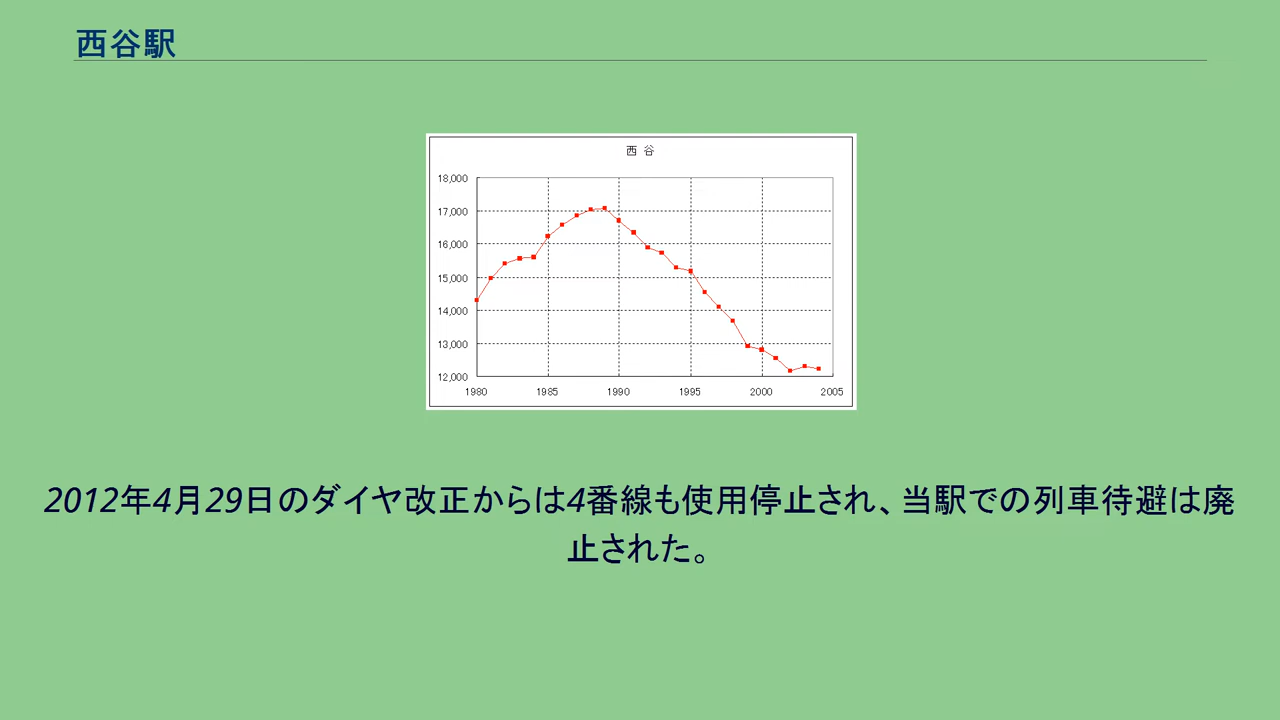 西谷駅
西 谷
18,000
17,000
16,000
15,000
14,000
13,000
12,000
1980 1985 1990 1995 2000 2005
2012年4月29日のダイヤ改正からは4番線も使用停止され、当駅での列車待避は廃
止された。